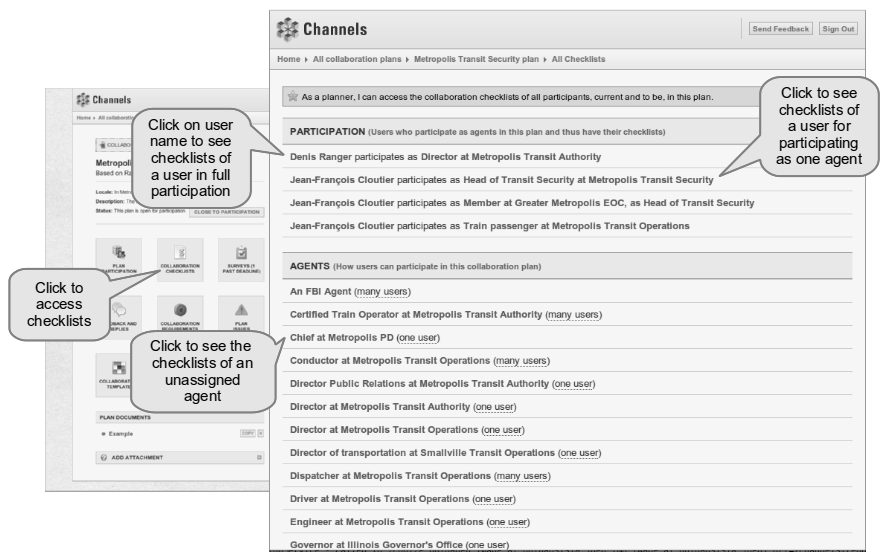 Channels
Send Feedback
Sign Out
Home ▸ All collaboration plans ▸ Metropolis Transit Security plan ▸ All Checklists
As a planner, I can access the collaboration checklists of all participants, current and to be, in this plan.
PARTICIPATION (Users who participate as agents in this plan and thus have their checklists)
Denis Ranger participates as Director at Metropolis Transit Authority
Jean-François Cloutier participates as Head of Transit Security at Metropolis Transit Security
Jean-François Cloutier participates as Member at Greater Metropolis EOC, as Head of Transit Security
Jean-François Cloutier participates as Train passenger at Metropolis Transit Operations
AGENTS (How users can participate in this collaboration plan)
An FBI Agent (many users)
Certified Train Operator at Metropolis Transit Authority (many users)
Chief at Metropolis PD (one user)
Conductor at Metropolis Transit Operations (many users)
Director Public Relations at Metropolis Transit Authority (one user)
Director at Metropolis Transit Authority (one user)
Director at Metropolis Transit Operations (one user)
Director of transportation at Smallville Transit Operations (one user)
Dispatcher at Metropolis Transit Operations (many users)
Driver at Metropolis Transit Operations (one user)
Engineer at Metropolis Transit Operations (one user)
Governor at Illinois Governor's Office (one user)
Click to see
checklists of
a user for
participating
as one agent
Click on user
name to see
checklists of
a user in full
participation
Click to
access
checklists
Click to see the
checklists of an
unassigned
agent
Channels
Home ▸ All collaboratio
COLLABO
Metropoli
Based on Ra
Locale: In Metro
Description: The
Status: This plan is open for participation
CLOSE TO PARTICIPATION
PLAN
PARTICIPATION
COLLABORATION
CHECKLISTS
SURVEYS (1
PAST DEADLINE)
BACK AND
REPLIES
COLLABORATION
REQUIREMENTS
PLAN
ISSUES
COLLABORAT
TEMPLATE
PLAN DOCUMENTS
Example
COPY
ADD ATTACHMENT